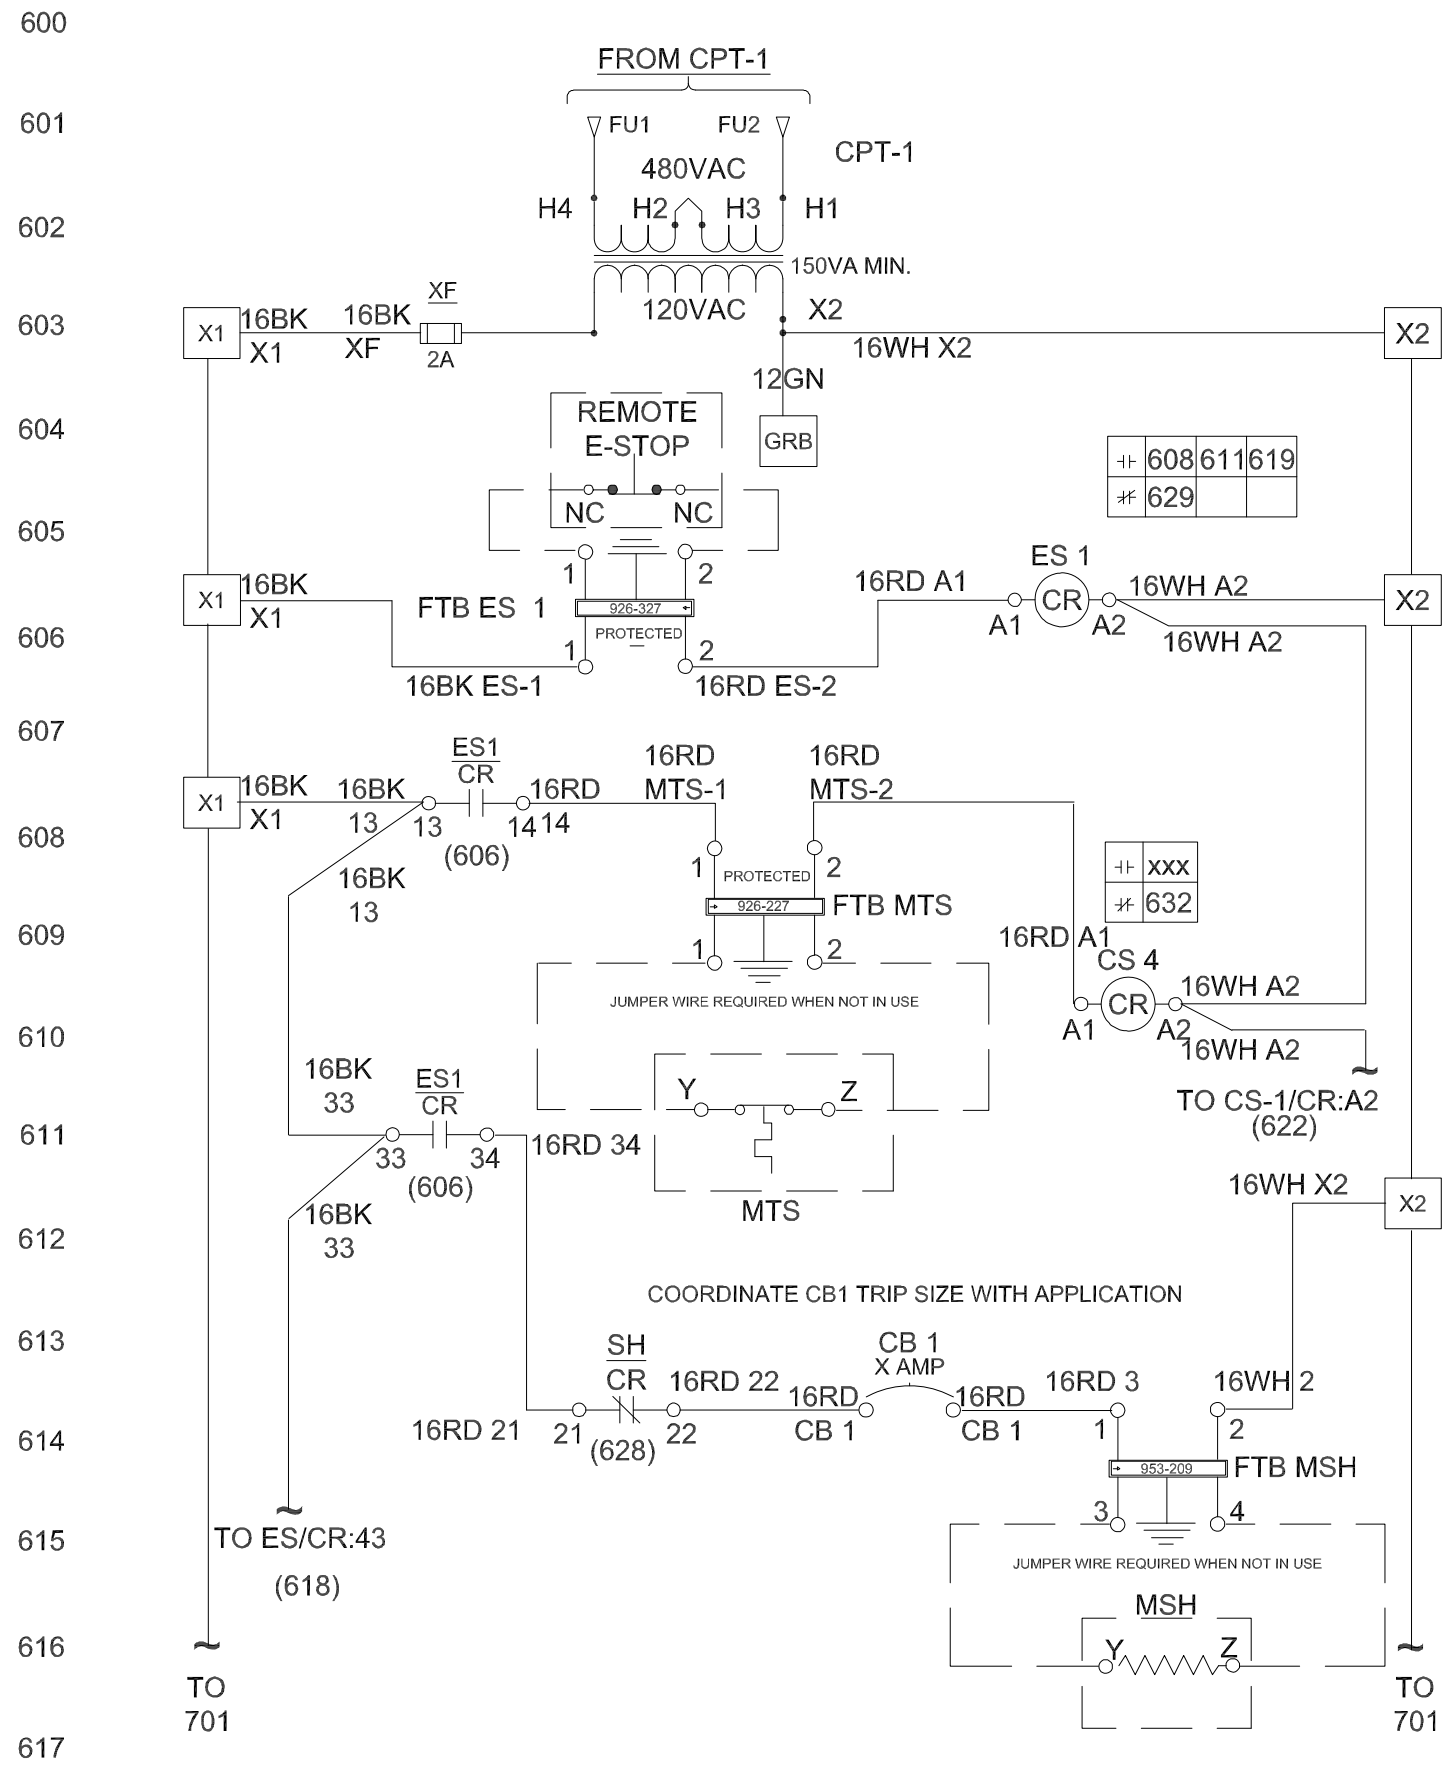 600
FROM CPT-1
601
FU1
FU2
CPT-1
480VAC
602
H4
H2
H3
H1
150VA MIN.
XF
120VAC
X2
603
X1
16BK
X1
16BK
XF
2A
16WH X2
X2
12GN
604
REMOTE
E-STOP
GRB
608
611
619
629
NC
NC
605
ES 1
1
2
16BK
X1
X1
FTB ES 1
926-327
16RD A1
CR
A1
A2
16WH A2
X2
606
PROTECTED
16WH A2
1
2
16BK ES-1
16RD ES-2
607
ES1
CR
16RD
MTS-1
16RD
MTS-2
X1
16BK
X1
16BK
13
13
14
16RD
14
608
(606)
XXX
16BK
13
1
PROTECTED
2
632
926-227
FTB MTS
609
1
2
16RD A1
CS 4
JUMPER WIRE REQUIRED WHEN NOT IN USE
CR
16WH A2
610
A1
A2
16WH A2
16BK
33
ES1
CR
Y
Z
TO CS-1/CR:A2
(622)
611
33
34
16RD 34
(606)
16WH X2
X2
MTS
16BK
33
612
COORDINATE CB1 TRIP SIZE WITH APPLICATION
613
SH
CR
CB 1
X AMP
16RD 22
16RD
CB 1
16RD
CB 1
16RD 3
16WH 2
614
16RD 21
21
(628)
22
1
2
953-209
FTB MSH
3
4
615
TO ES/CR:43
(618)
JUMPER WIRE REQUIRED WHEN NOT IN USE
MSH
616
Y
Z
TO
701
TO
701
617